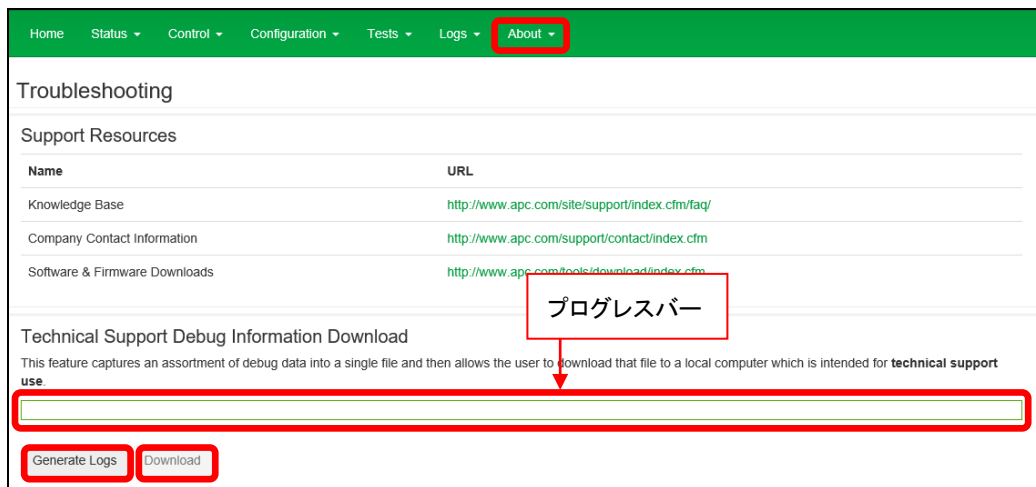 Home Status Control Configuration Tests Logs About
Troubleshooting
Support Resources
Name URL
Knowledge Base http://www.apc.com/site/support/index.cfm/faq/
Company Contact Information http://www.apc.com/support/contact/index.cfm
Software & Firmware Downloads http://www.apc.com/tools/download/index.cfm
プログレスバー
Technical Support Debug Information Download
This feature captures an assortment of debug data into a single file and then allows the user to download that file to a local computer which is intended for technical support
use.
Generate Logs Download